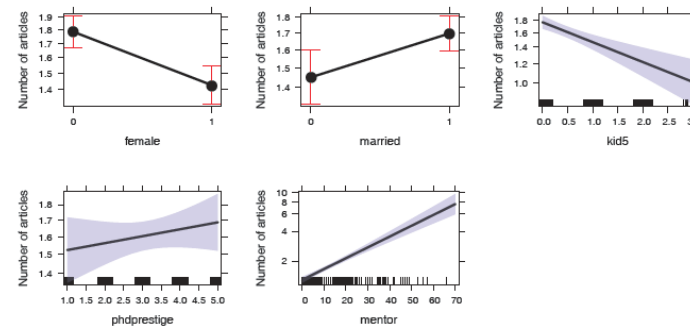 Number of articles
1.9
1.8
1.7
1.6
1.5
1.4
0 1
female
Number of articles
1.8
1.7
1.6
1.5
1.4
0 1
married
Number of articles
1.8
1.6
1.4
1.2
1.0
0.0 0.5 1.0 1.5 2.0 2.5
kid5
Number of articles
1.8
1.7
1.6
1.5
1.4
1.0 1.5 2.0 2.5 3.0 3.5 4.0 4.5 5.0
phdprestige
Number of articles
10
8
6
4
2
0 10 20 30 40 50 60 70
mentor